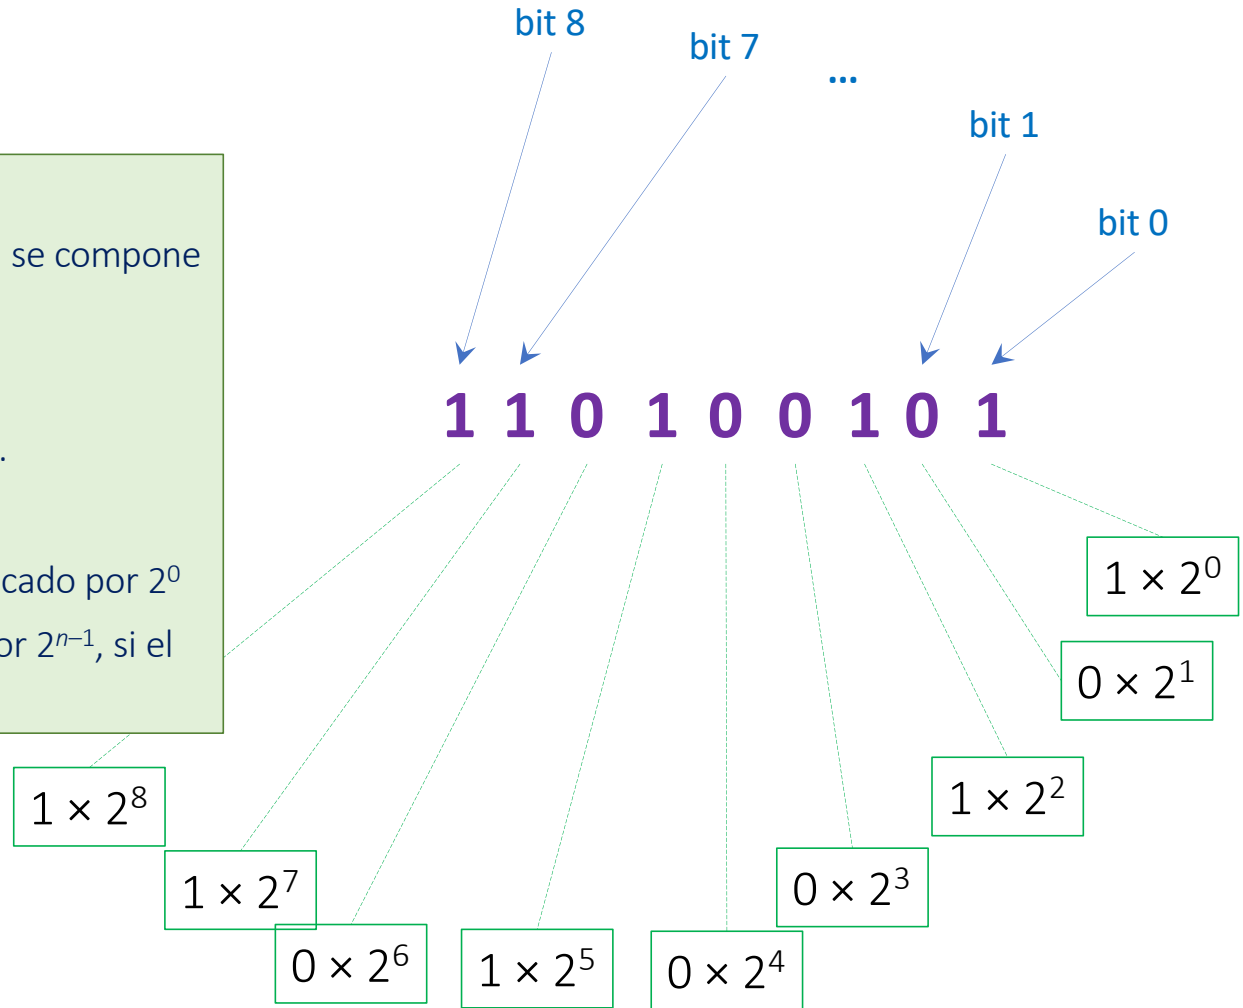 bit 8
bit 7
...
bit 1
bit 0
se compone
.
cado por 2⁰
or 2ⁿ⁻¹, si el
1 1 0 1 0 0 1 0 1
1 × 2⁰
0 × 2¹
1 × 2²
0 × 2³
0 × 2⁴
1 × 2⁵
0 × 2⁶
1 × 2⁷
1 × 2⁸